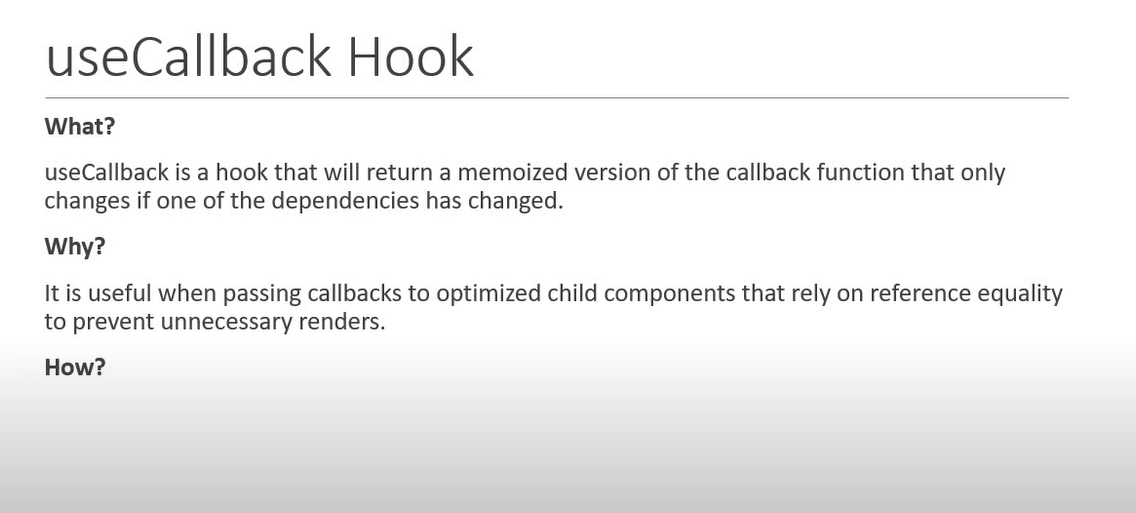 useCallback Hook
What?
useCallback is a hook that will return a memoized version of the callback function that only
changes if one of the dependencies has changed.
Why?
It is useful when passing callbacks to optimized child components that rely on reference equality
to prevent unnecessary renders.
How?